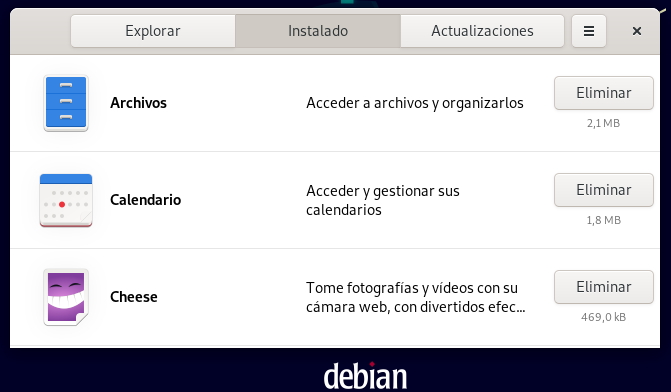 Explorar Instalado Actualizaciones
Archivos Acceder a archivos y organizarlos Eliminar
2,1 MB
Calendario Acceder y gestionar sus
calendarios Eliminar
1,8 MB
Cheese Tome fotografías y vídeos con su
cámara web, con divertidos efec... Eliminar
469,0 kB
debian